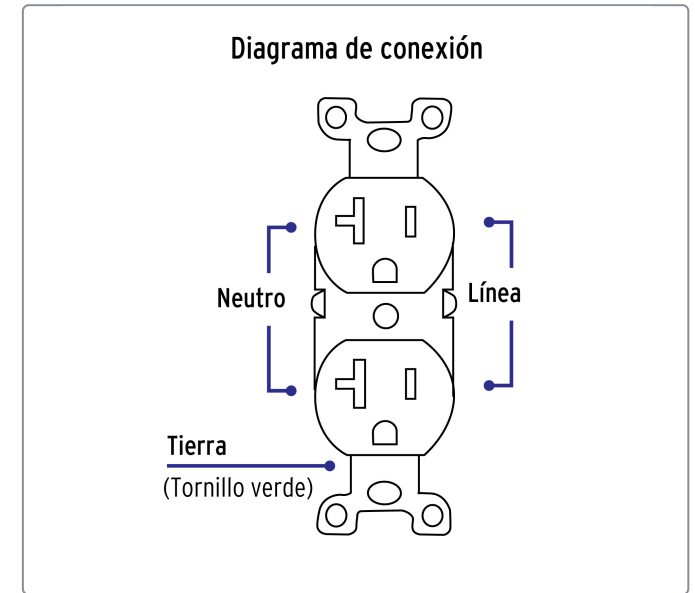 Diagrama de conexión
Neutro
Línea
Tierra
(Tornillo verde)